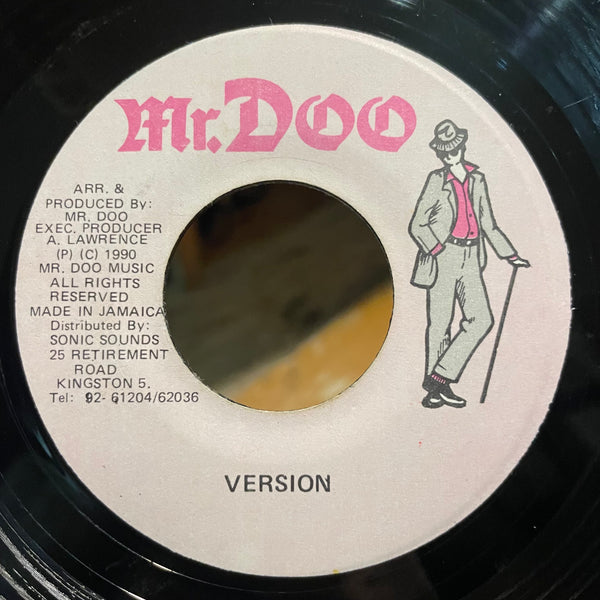 Mr. DOO
ARR. &
PRODUCED By:
MR. DOO
EXEC. PRODUCER
A. LAWRENCE
(P) (C) 1990
MR. DOO MUSIC
ALL RIGHTS
RESERVED
MADE IN JAMAICA
Distributed By:
SONIC SOUNDS
25 RETIREMENT
ROAD
KINGSTON 5.
Tel: 92-61204/62036
VERSION